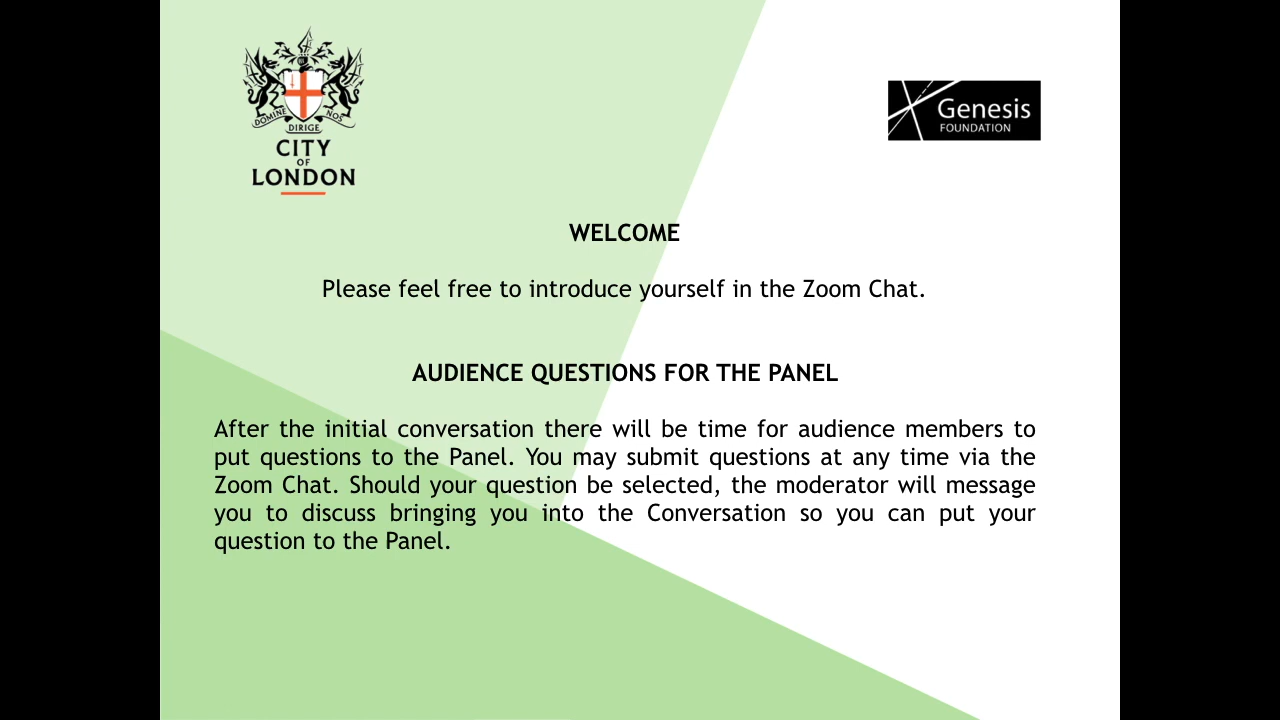 DOMINE DIRIGE NOS
CITY
OF
LONDON
Genesis
FOUNDATION
WELCOME
Please feel free to introduce yourself in the Zoom Chat.
AUDIENCE QUESTIONS FOR THE PANEL
After the initial conversation there will be time for audience members to
put questions to the Panel. You may submit questions at any time via the
Zoom Chat. Should your question be selected, the moderator will message
you to discuss bringing you into the Conversation so you can put your
question to the Panel.